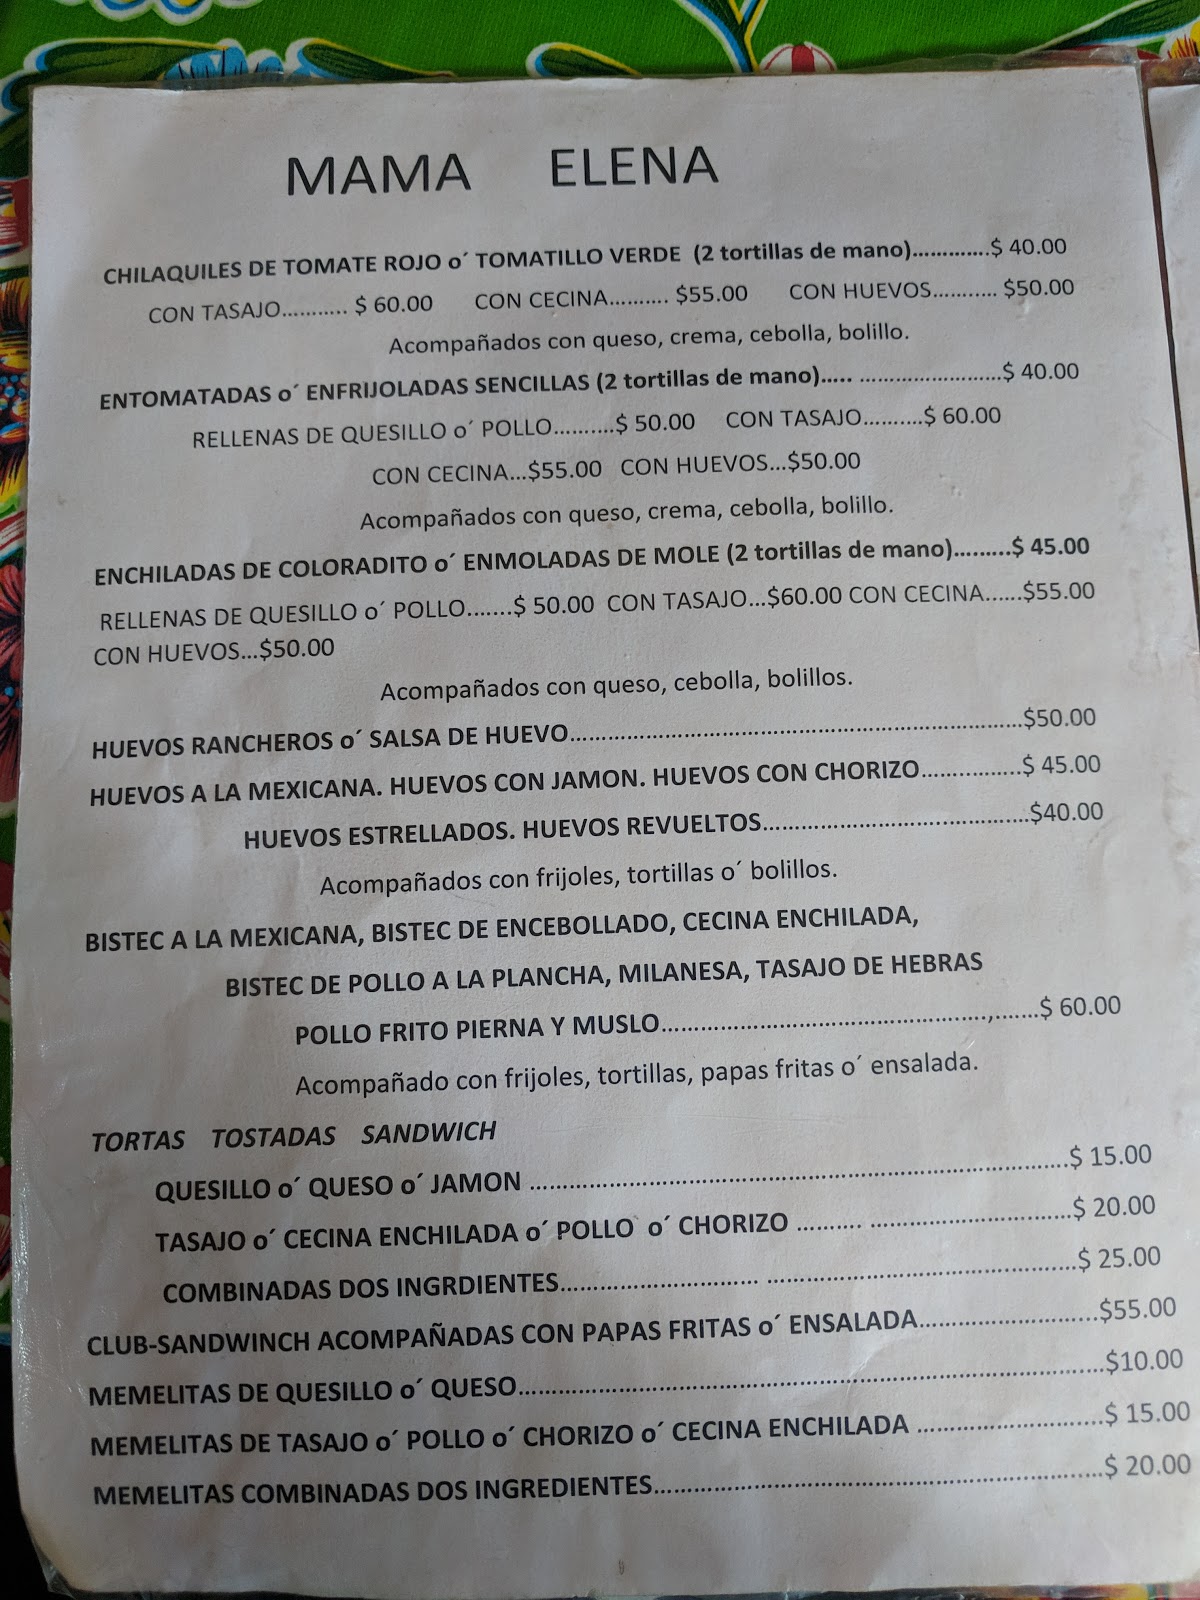 MAMA ELENA
CHILAQUILES DE TOMATE ROJO o´ TOMATILLO VERDE (2 tortillas de mano).............$ 40.00
CON TASAJO........... $ 60.00 CON CECINA.......... $55.00 CON HUEVOS........... $50.00
Acompañados con queso, crema, cebolla, bolillo.
ENTOMATADAS o´ ENFRIJOLADAS SENCILLAS (2 tortillas de mano)..... ........................$ 40.00
RELLENAS DE QUESILLO o´ POLLO..........$ 50.00 CON TASAJO..........$ 60.00
CON CECINA...$55.00 CON HUEVOS...$50.00
Acompañados con queso, crema, cebolla, bolillo.
ENCHILADAS DE COLORADITO o´ ENMOLADAS DE MOLE (2 tortillas de mano).........$ 45.00
RELLENAS DE QUESILLO o´ POLLO.......$ 50.00 CON TASAJO...$60.00 CON CECINA......$55.00
CON HUEVOS...$50.00
Acompañados con queso, cebolla, bolillos.
HUEVOS RANCHEROS o´ SALSA DE HUEVO...........................................................................$50.00
HUEVOS A LA MEXICANA. HUEVOS CON JAMON. HUEVOS CON CHORIZO.................$ 45.00
HUEVOS ESTRELLADOS. HUEVOS REVUELTOS.............................................$40.00
Acompañados con frijoles, tortillas o´ bolillos.
BISTEC A LA MEXICANA, BISTEC DE ENCEBOLLADO, CECINA ENCHILADA,
BISTEC DE POLLO A LA PLANCHA, MILANESA, TASAJO DE HEBRAS
POLLO FRITO PIERNA Y MUSLO......................................................,.......$ 60.00
Acompañado con frijoles, tortillas, papas fritas o´ ensalada.
TORTAS TOSTADAS SANDWICH
QUESILLO o´ QUESO o´ JAMON ..........................................................................................$ 15.00
TASAJO o´ CECINA ENCHILADA o´ POLLO o´ CHORIZO .......... .................................$ 20.00
COMBINADAS DOS INGRDIENTES................................. ....................................................$ 25.00
CLUB-SANDWINCH ACOMPAÑADAS CON PAPAS FRITAS o´ ENSALADA..............................$55.00
MEMELITAS DE QUESILLO o´ QUESO..................................................................................................$10.00
MEMELITAS DE TASAJO o´ POLLO o´ CHORIZO o´ CECINA ENCHILADA ...............................$ 15.00
MEMELITAS COMBINADAS DOS INGREDIENTES...........................................................................$ 20.00